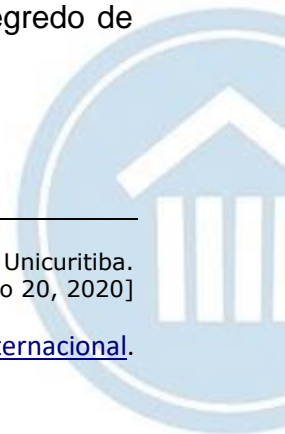 egredo de
Unicuritiba.
o 20, 2020]
ternacional.